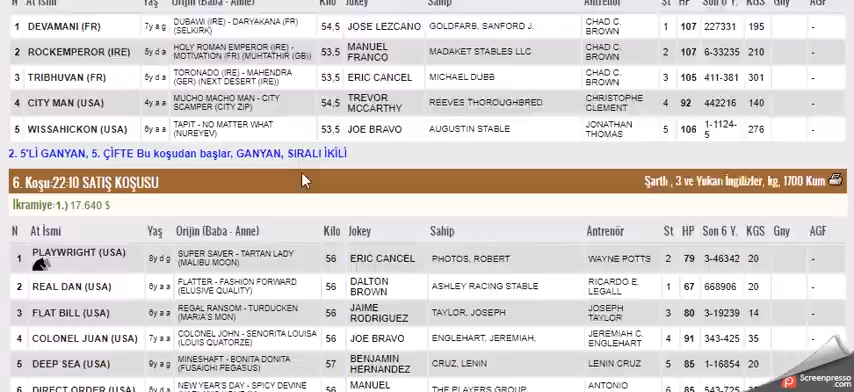 N At İsmi Yaş Orijin (Baba - Anne) Kilo Jokey Sahip Antrenör St HP Son 6 Y. KGS Gny AGF
1 DEVAMANI (FR) 7y a g DUBAWI (IRE) - DARYAKANA (FR) (SELKIRK) 54,5 JOSE LEZCANO GOLDFARB, SANFORD J. CHAD C. BROWN 1 107 227331 195 -
2 ROCKEMPEROR (IRE) 5y d a HOLY ROMAN EMPEROR (IRE) - MOTIVATION (FR) (MUHTATHIR (GB)) 53,5 MANUEL FRANCO MADAKET STABLES LLC CHAD C. BROWN 2 107 6-33235 210 -
3 TRIBHUVAN (FR) 5y d a TORONADO (IRE) - MAHENDRA (GER) (NEXT DESERT (IRE)) 53,5 ERIC CANCEL MICHAEL DUBB CHAD C. BROWN 3 105 411-381 301 -
4 CITY MAN (USA) 4y a a MUCHO MACHO MAN - CITY SCAMPER (CITY ZIP) 54,5 TREVOR MCCARTHY REEVES THOROUGHBRED CHRISTOPHE CLEMENT 4 92 442216 140 -
5 WISSAHICKON (USA) 6y a a TAPIT - NO MATTER WHAT (NUREYEV) 53,5 JOE BRAVO AUGUSTIN STABLE JONATHAN THOMAS 5 106 1-1124-5 276 -
2. 5'Lİ GANYAN, 5. ÇİFTE Bu koşudan başlar, GANYAN, SIRALI İKİLİ
6. Koşu:22:10 SATIŞ KOŞUSU Şartlı , 3 ve Yukarı İngilizler, kg, 1700 Kum
İkramiye:1.) 17.640 $
N At İsmi Yaş Orijin (Baba - Anne) Kilo Jokey Sahip Antrenör St HP Son 6 Y. KGS Gny AGF
1 PLAYWRIGHT (USA) 8y d g SUPER SAVER - TARTAN LADY (MALIBU MOON) 56 ERIC CANCEL PHOTOS, ROBERT WAYNE POTTS 2 79 3-46342 20 -
2 REAL DAN (USA) 6y a a FLATTER - FASHION FORWARD (ELUSIVE QUALITY) 56 DALTON BROWN ASHLEY RACING STABLE RICARDO E. LEGALL 1 67 668906 20 -
3 FLAT BILL (USA) 6y a a REGAL RANSOM - TURDUCKEN (MARIA'S MON) 56 JAIME RODRIGUEZ TAYLOR, JOSEPH JOSEPH TAYLOR 3 80 3-19239 14 -
4 COLONEL JUAN (USA) 7y a a COLONEL JOHN - SENORITA LOUISA (LOUIS QUATORZE) 56 JOE BRAVO ENGLEHART, JEREMIAH, JEREMIAH C. ENGLEHART 4 91 343-425 35 -
5 DEEP SEA (USA) 9y a g MINESHAFT - BONITA DONITA (FUSAICHI PEGASUS) 57 BENJAMIN HERNANDEZ CRUZ, LENIN LENIN CRUZ 5 85 1-16854 20
6 DIRECT ORDER (USA) NEW YEAR'S DAY - SPICY DEVINE 56 MANUEL THE PLAYERS GROUP, ANTONIO 6 85
Screenpresso
.com